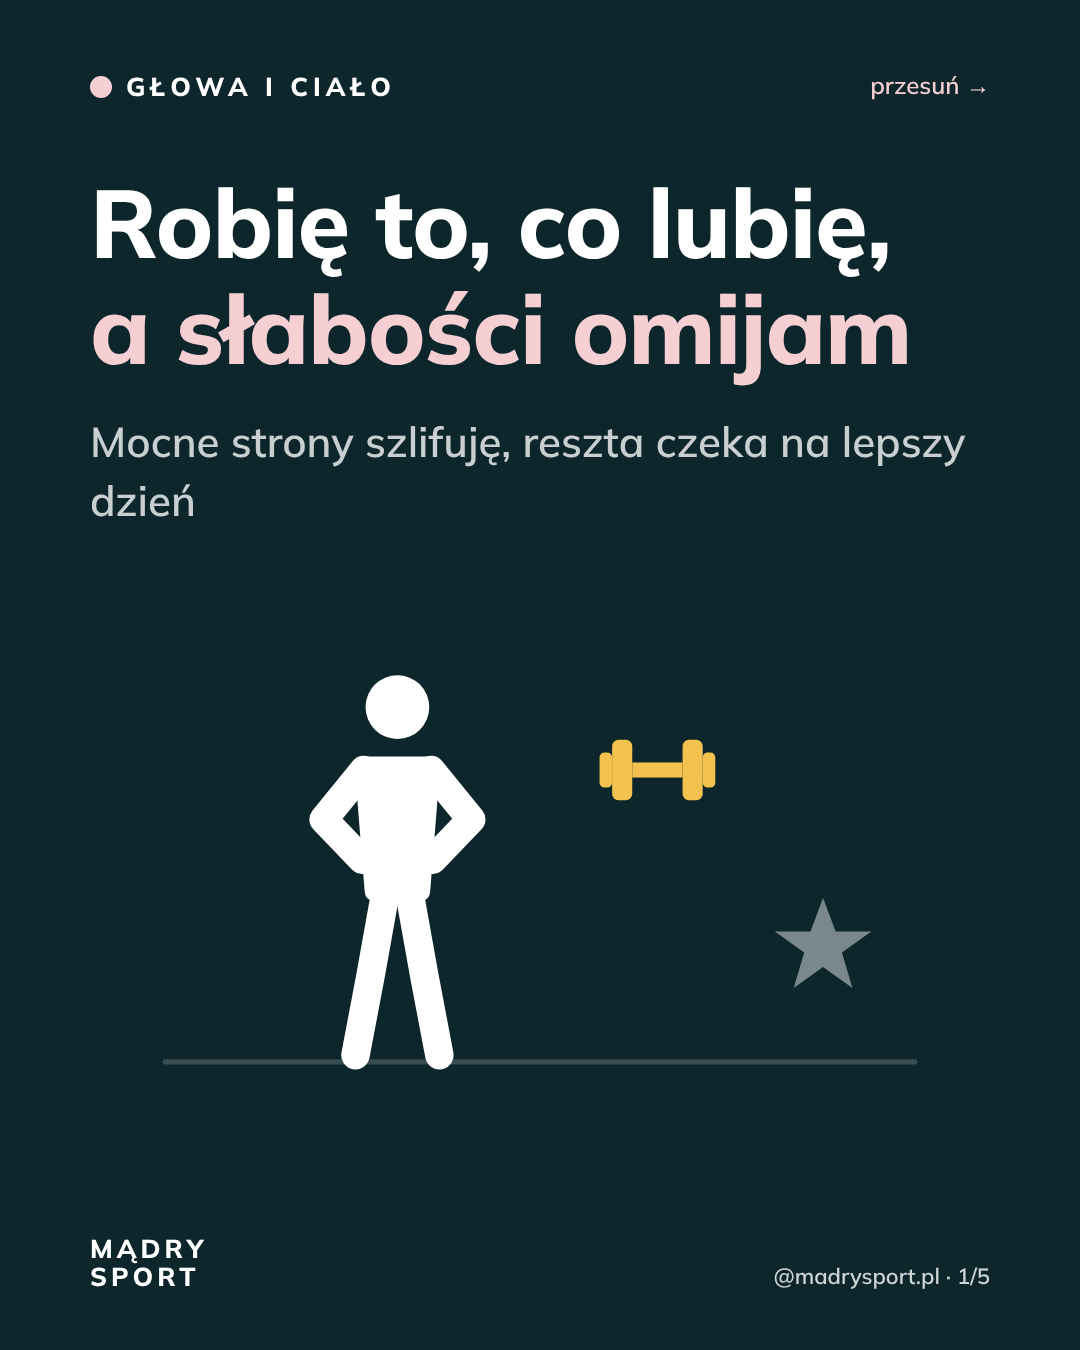 GŁOWA I CIAŁO
przesuń →
Robię to, co lubię,
a słabości omijam
Mocne strony szlifuję, reszta czeka na lepszy
dzień
MĄDRY
SPORT
@madrysport.pl · 1/5